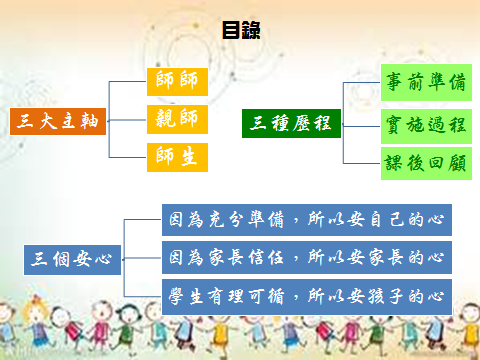 目錄
三大主軸
師師
親師
師生
三種歷程
事前準備
實施過程
課後回顧
三個安心
因為充分準備，所以安自己的心
因為家長信任，所以安家長的心
學生有理可循，所以安孩子的心